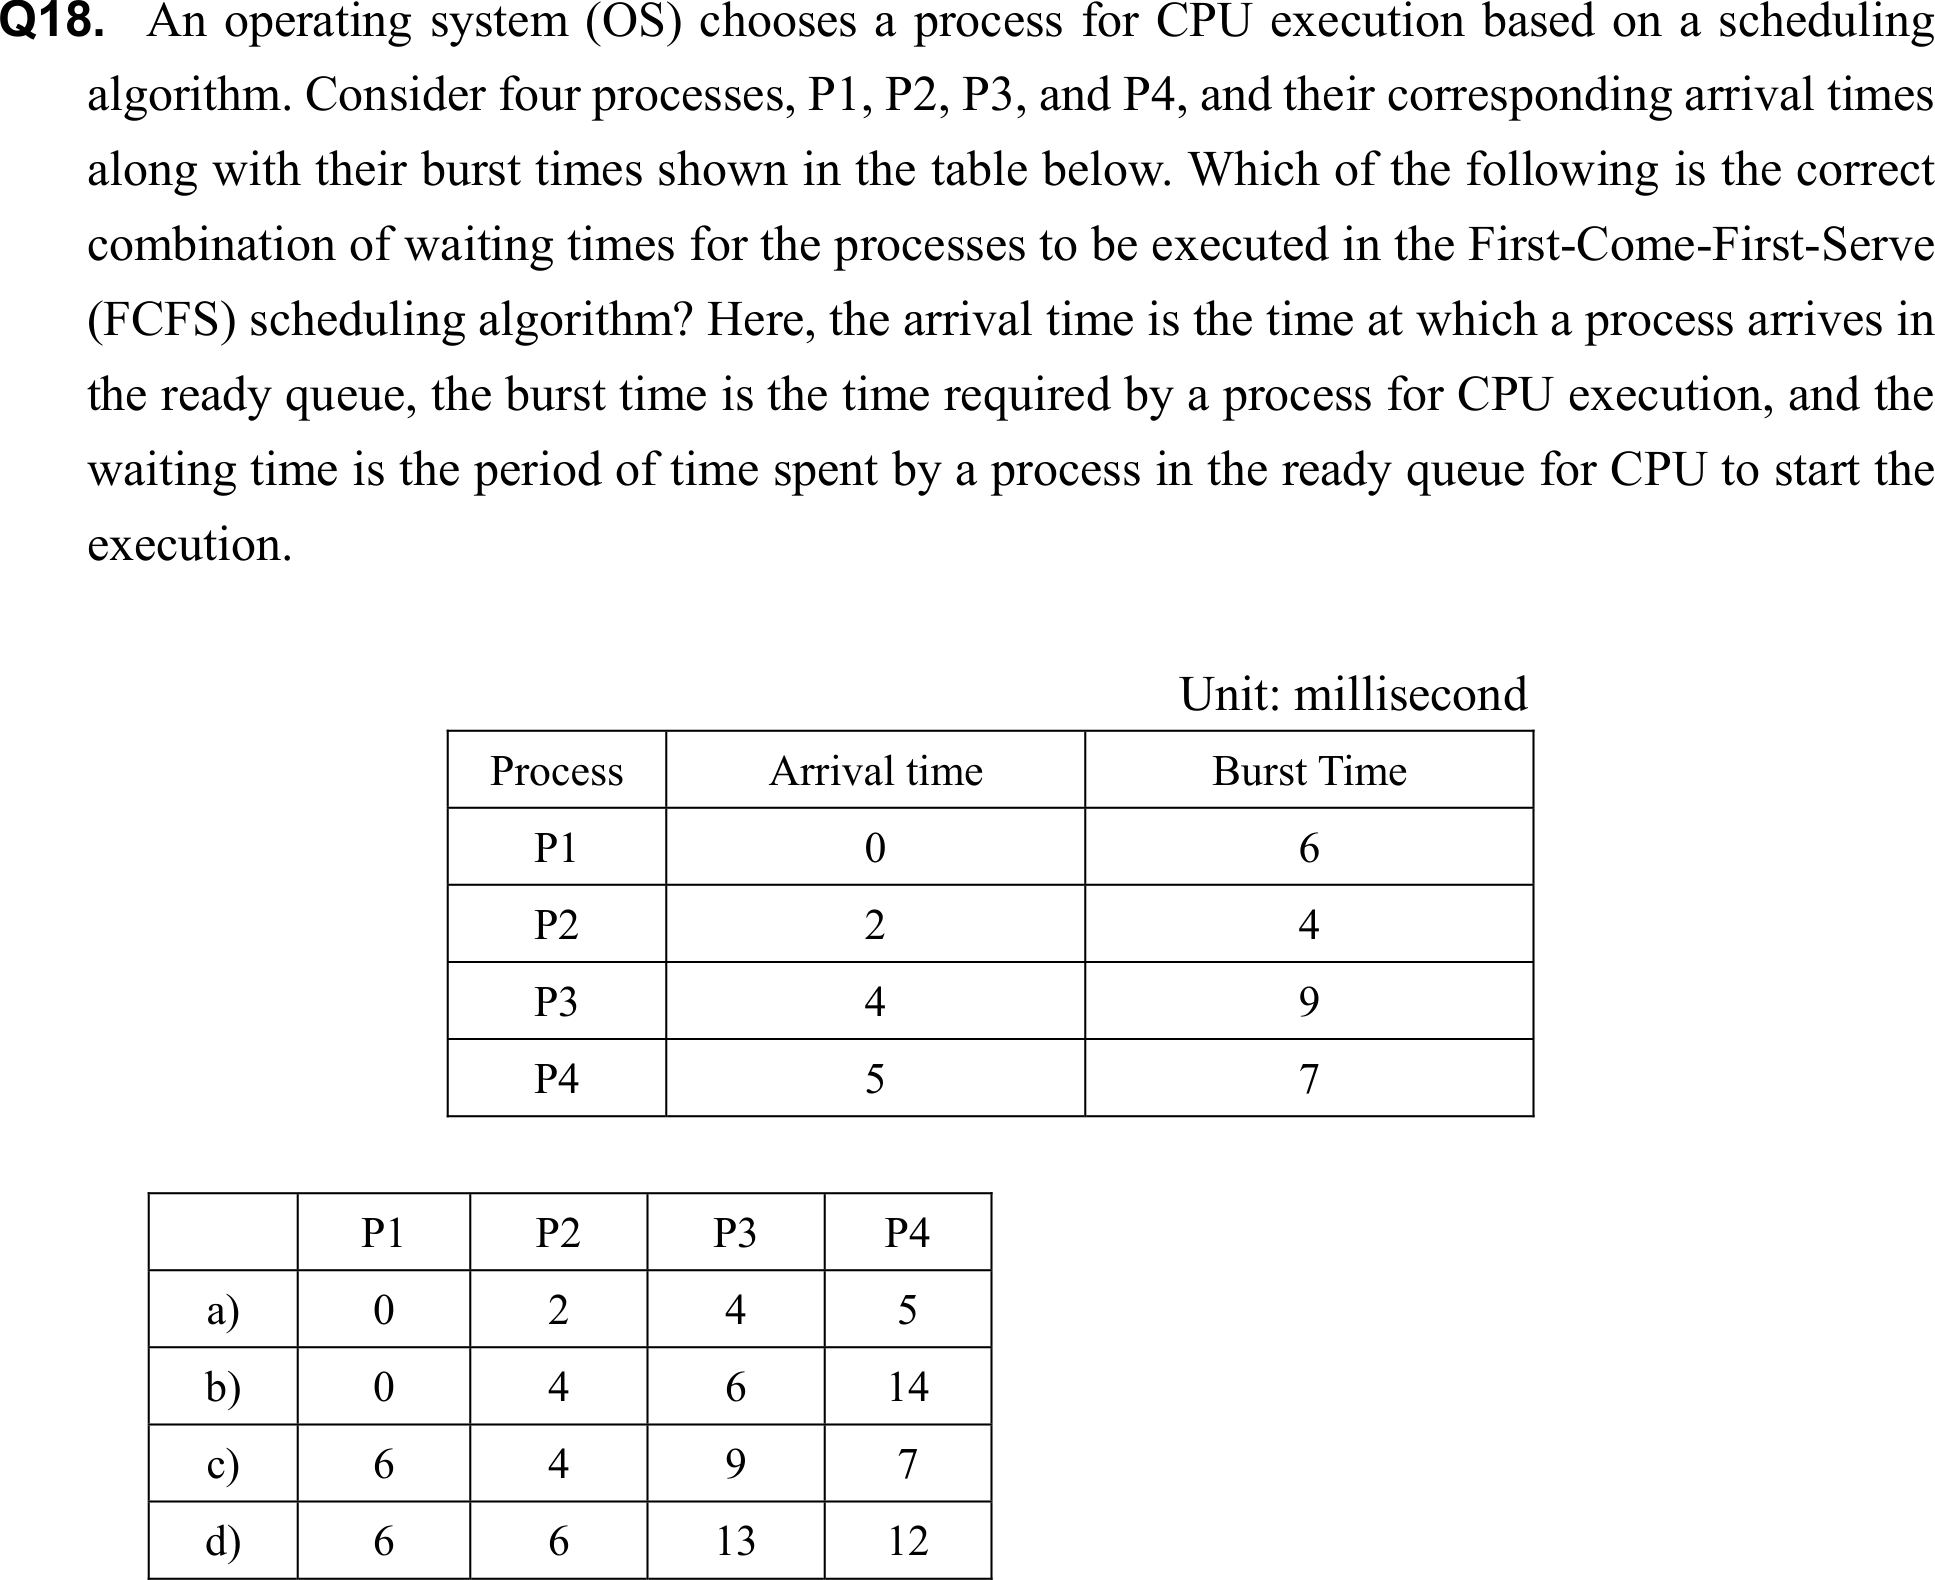 Q18. An operating system (OS) chooses a process for CPU execution based on a scheduling
algorithm. Consider four processes, P1, P2, P3, and P4, and their corresponding arrival times
along with their burst times shown in the table below. Which of the following is the correct
combination of waiting times for the processes to be executed in the First-Come-First-Serve
(FCFS) scheduling algorithm? Here, the arrival time is the time at which a process arrives in
the ready queue, the burst time is the time required by a process for CPU execution, and the
waiting time is the period of time spent by a process in the ready queue for CPU to start the
execution.
Unit: millisecond
Process Arrival time Burst Time
P1 0 6
P2 2 4
P3 4 9
P4 5 7
P1 P2 P3 P4
a) 0 2 4 5
b) 0 4 6 14
c) 6 4 9 7
d) 6 6 13 12